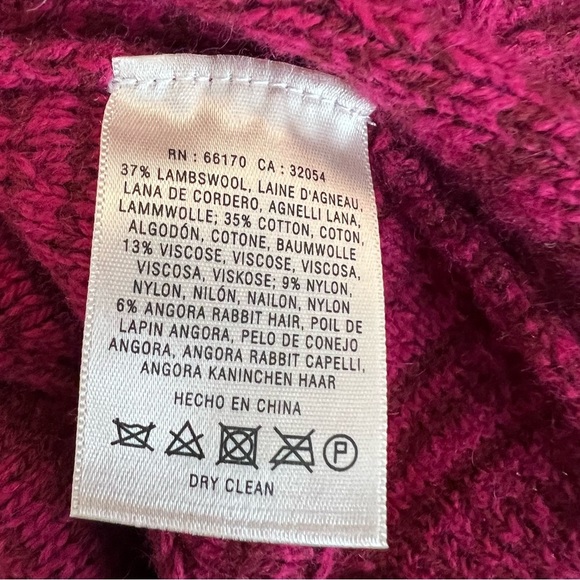 RN : 66170 CA : 32054
37% LAMBSWOOL, LAINE D'AGNEAU,
LANA DE CORDERO, AGNELLI LANA,
LAMMWOLLE; 35% COTTON, COTON,
ALGODÓN, COTONE, BAUMWOLLE
13% VISCOSE, VISCOSE, VISCOSA,
VISCOSA, VISKOSE; 9% NYLON,
NYLON, NILÓN, NAILON, NYLON
6% ANGORA RABBIT HAIR, POIL DE
LAPIN ANGORA, PELO DE CONEJO
ANGORA, ANGORA RABBIT CAPELLI,
ANGORA KANINCHEN HAAR
HECHO EN CHINA
P
DRY CLEAN